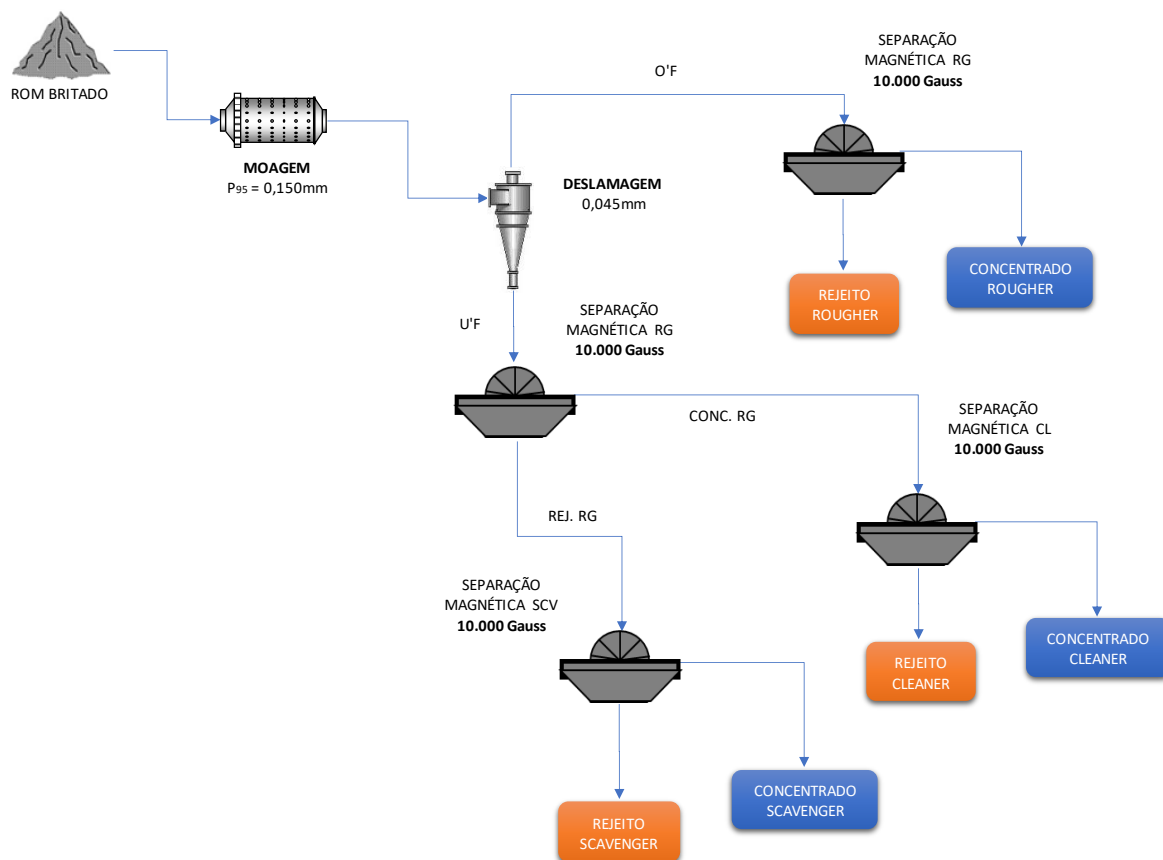 SEPARAÇÃO
MAGNÉTICA RG
10.000 Gauss
O'F
ROM BRITADO
MOAGEM
P95 = 0,150mm
DESLAMAGEM
0,045mm
REJEITO
ROUGHER
CONCENTRADO
ROUGHER
U'F
SEPARAÇÃO
MAGNÉTICA RG
10.000 Gauss
CONC. RG
SEPARAÇÃO
MAGNÉTICA CL
10.000 Gauss
REJ. RG
SEPARAÇÃO
MAGNÉTICA SCV
10.000 Gauss
REJEITO
CLEANER
CONCENTRADO
CLEANER
REJEITO
SCAVENGER
CONCENTRADO
SCAVENGER